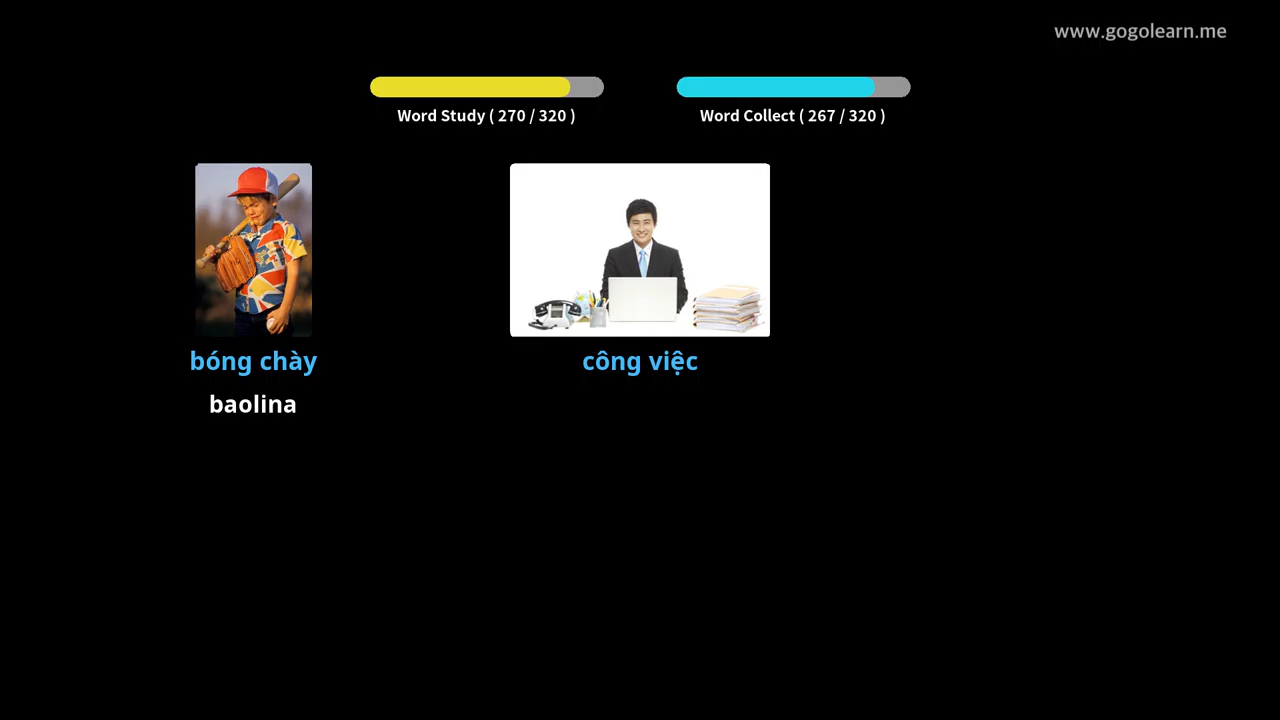 www.gogolearn.me
Word Study ( 270 / 320 )
Word Collect ( 267 / 320 )
bóng chày
công việc
baolina